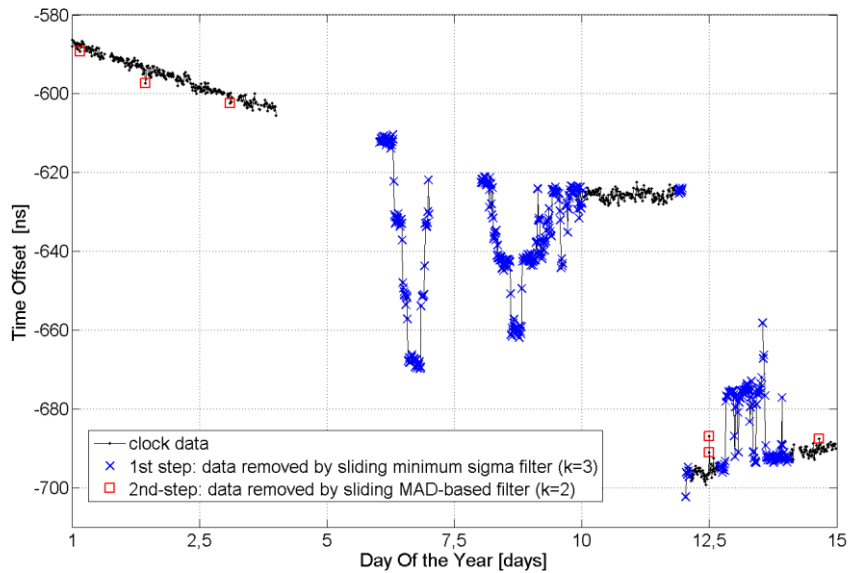 -580
-600
-620
-640
-660
-680
-700
Time Offset [ns]
clock data
1st step: data removed by sliding minimum sigma filter (k=3)
2nd-step: data removed by sliding MAD-based filter (k=2)
1 2,5 5 7,5 10 12,5 15
Day Of the Year [days]